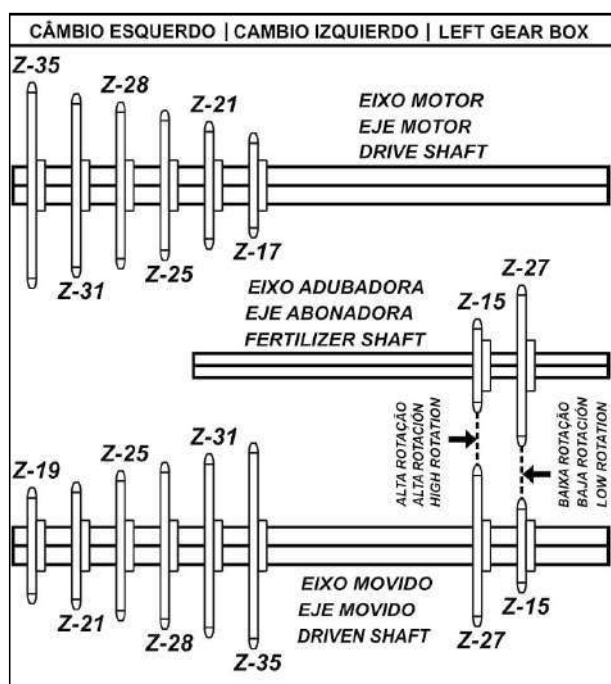 CÂMBIO ESQUERDO | CAMBIO IZQUIERDO | LEFT GEAR BOX
Z-35
Z-28
Z-21
EIXO MOTOR
EJE MOTOR
DRIVE SHAFT
Z-31
Z-25
Z-17
Z-27
Z-15
EIXO ADUBADORA
EJE ABONADORA
FERTILIZER SHAFT
ALTA ROTAÇÃO
ALTA ROTACIÓN
HIGH ROTATION
BAIXA ROTAÇÃO
BAJA ROTACIÓN
LOW ROTATION
Z-19
Z-25
Z-31
Z-21
Z-28
Z-35
EIXO MOVIDO
EJE MOVIDO
DRIVEN SHAFT
Z-27
Z-15